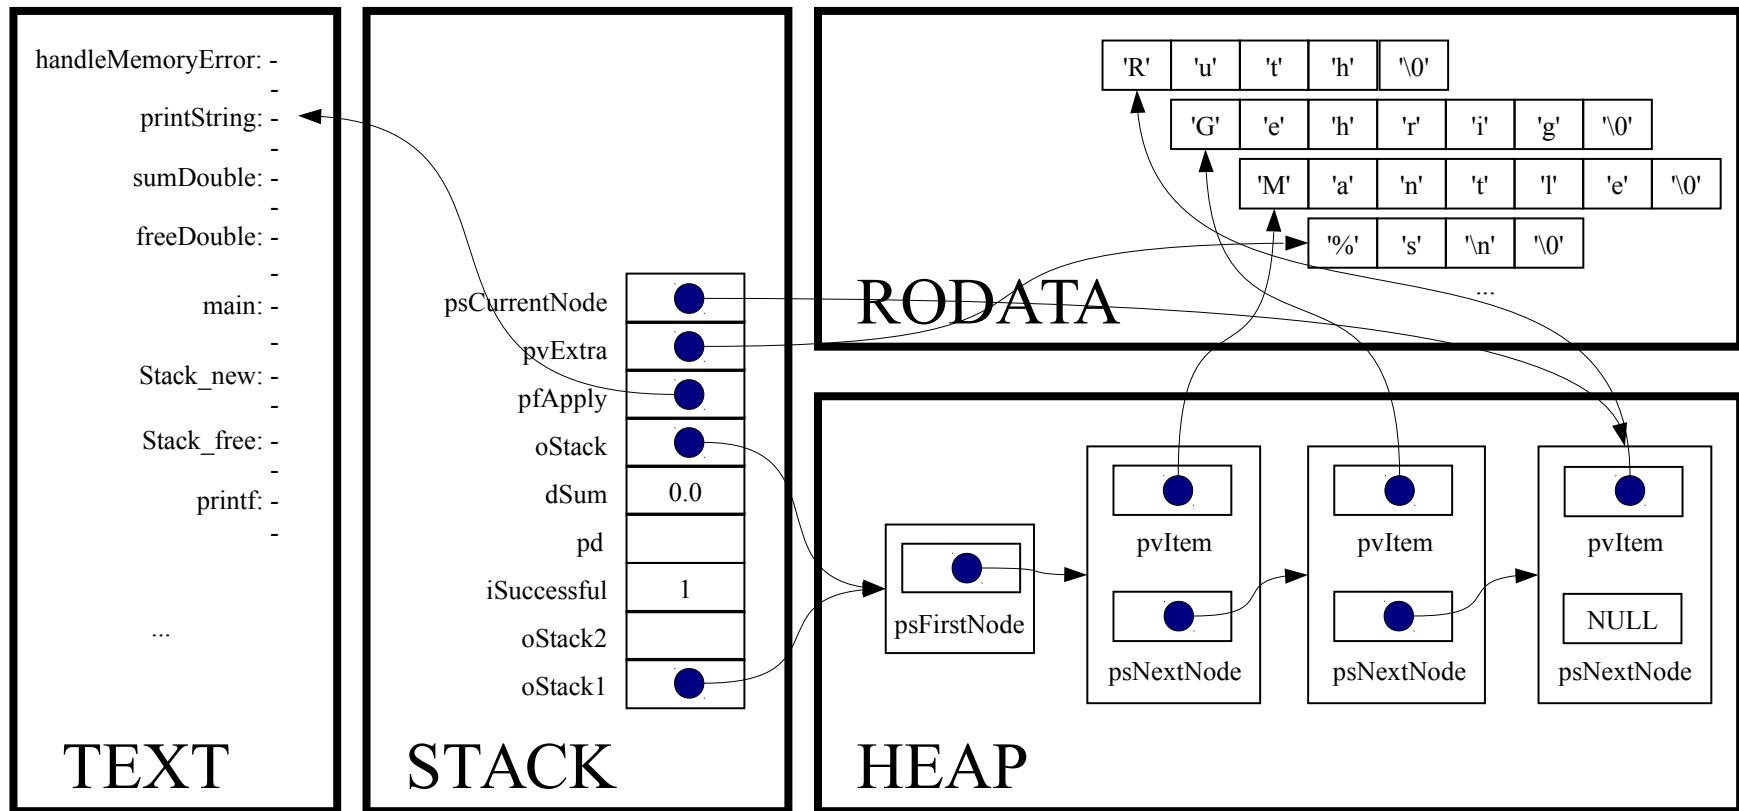 handleMemoryError: -
-
printString: -
-
sumDouble: -
-
freeDouble: -
-
main: -
-
Stack_new: -
-
Stack_free: -
-
printf: -
-
...
TEXT
psCurrentNode
pvExtra
pfApply
oStack
dSum 0.0
pd
iSuccessful 1
oStack2
oStack1
STACK
'R' 'u' 't' 'h' '\0'
'G' 'e' 'h' 'r' 'i' 'g' '\0'
'M' 'a' 'n' 't' 'l' 'e' '\0'
'%' 's' '\n' '\0'
...
RODATA
pvItem pvItem pvItem
psFirstNode NULL
psNextNode psNextNode psNextNode
HEAP